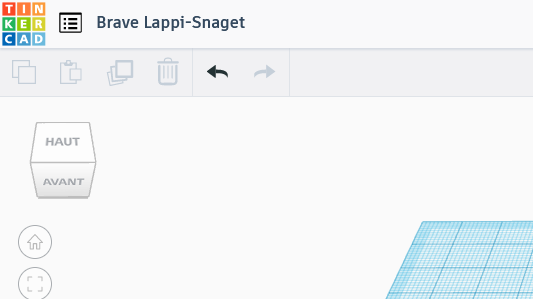 TIN
KER
CAD
Brave Lappi-Snaget
HAUT
AVANT